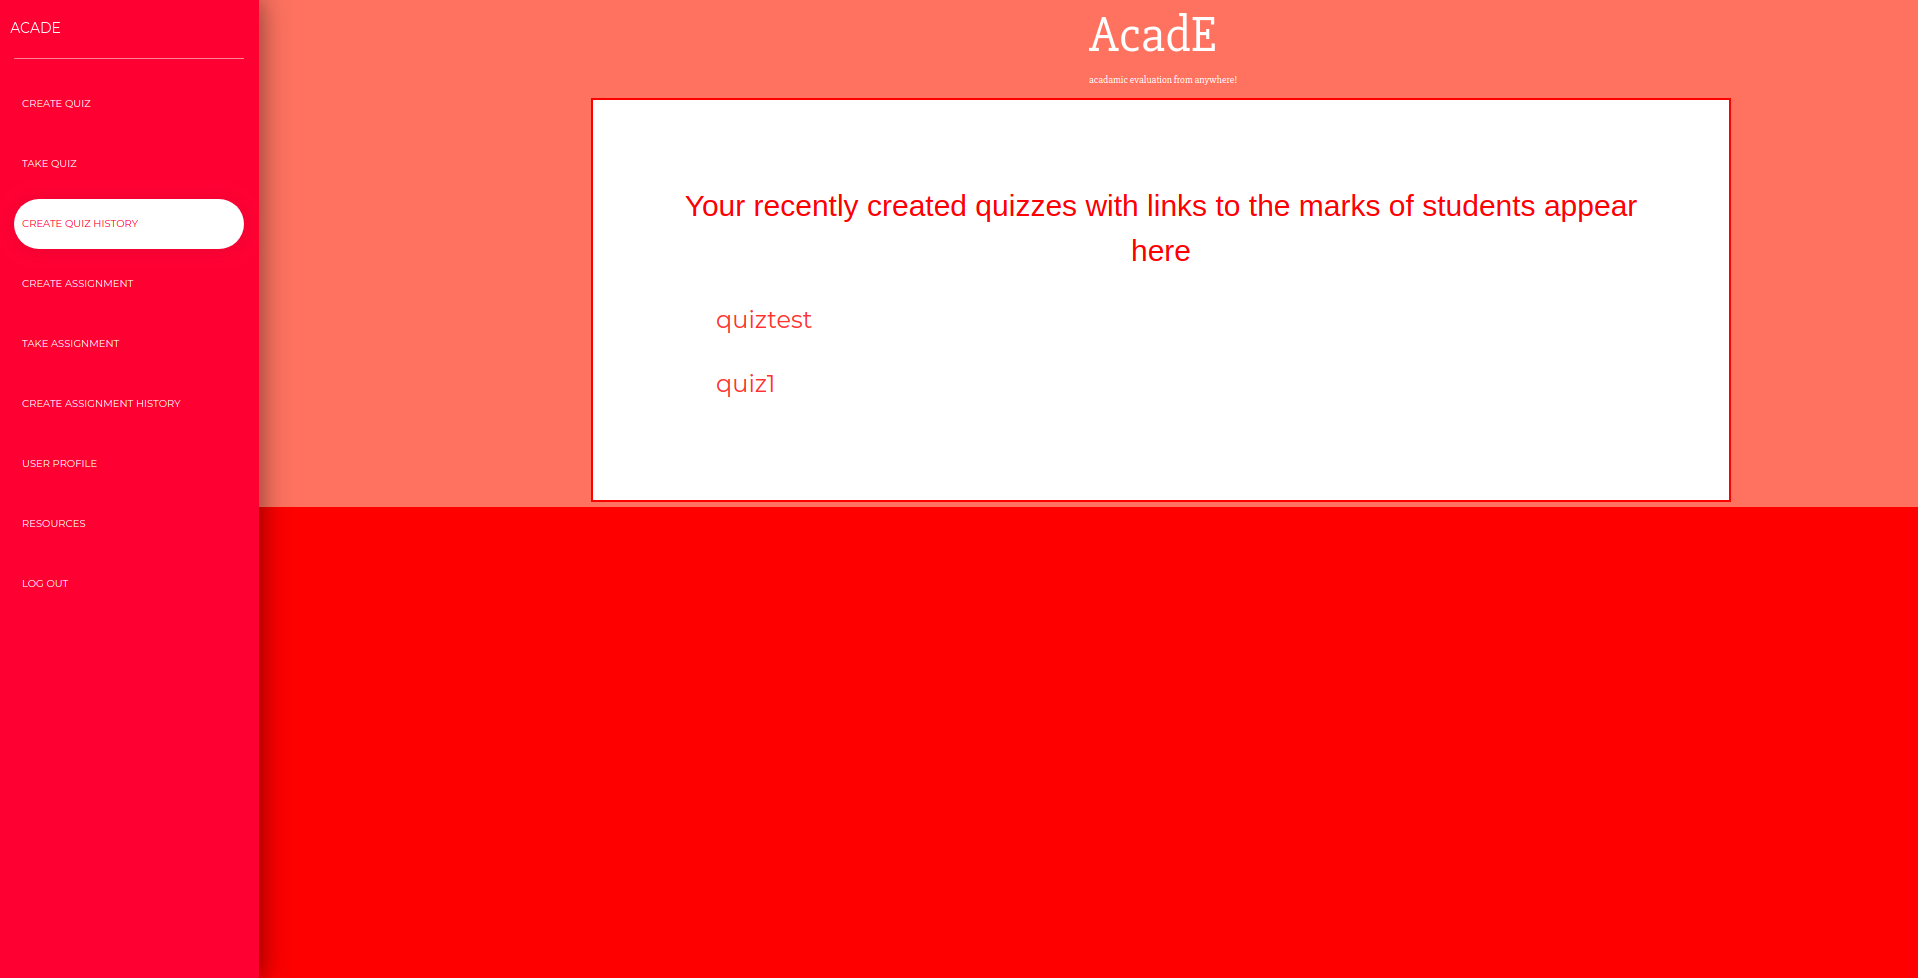 ACADE
CREATE QUIZ
TAKE QUIZ
CREATE QUIZ HISTORY
CREATE ASSIGNMENT
TAKE ASSIGNMENT
CREATE ASSIGNMENT HISTORY
USER PROFILE
RESOURCES
LOG OUT
AcadE
acadamic evaluation from anywhere!
Your recently created quizzes with links to the marks of students appear
here
quiztest
quiz1